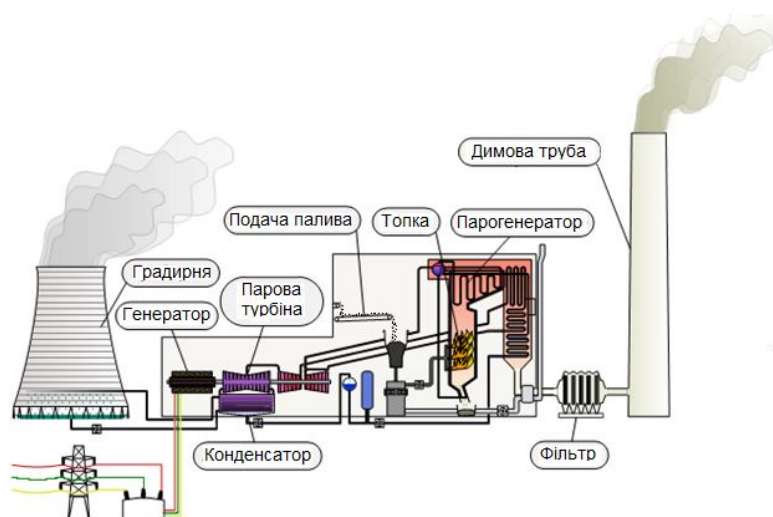 Димова труба
Подача палива
Топка
Парогенератор
Градирня
Генератор
Парова
турбіна
Конденсатор
Фільтр